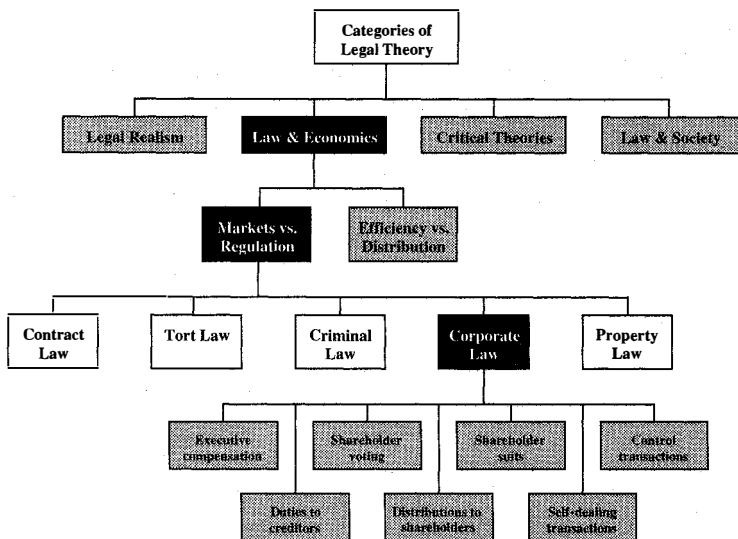 Categories of
Legal Theory
Legal Realism
Law & Economics
Critical Theories
Law & Society
Markets vs.
Regulation
Efficiency vs.
Distribution
Contract
Law
Tort Law
Criminal
Law
Corporate
Law
Property
Law
Executive
compensation
Shareholder
voting
Shareholder
suits
Control
transactions
Duties to
creditors
Distributions to
shareholders
Self-dealing
transactions